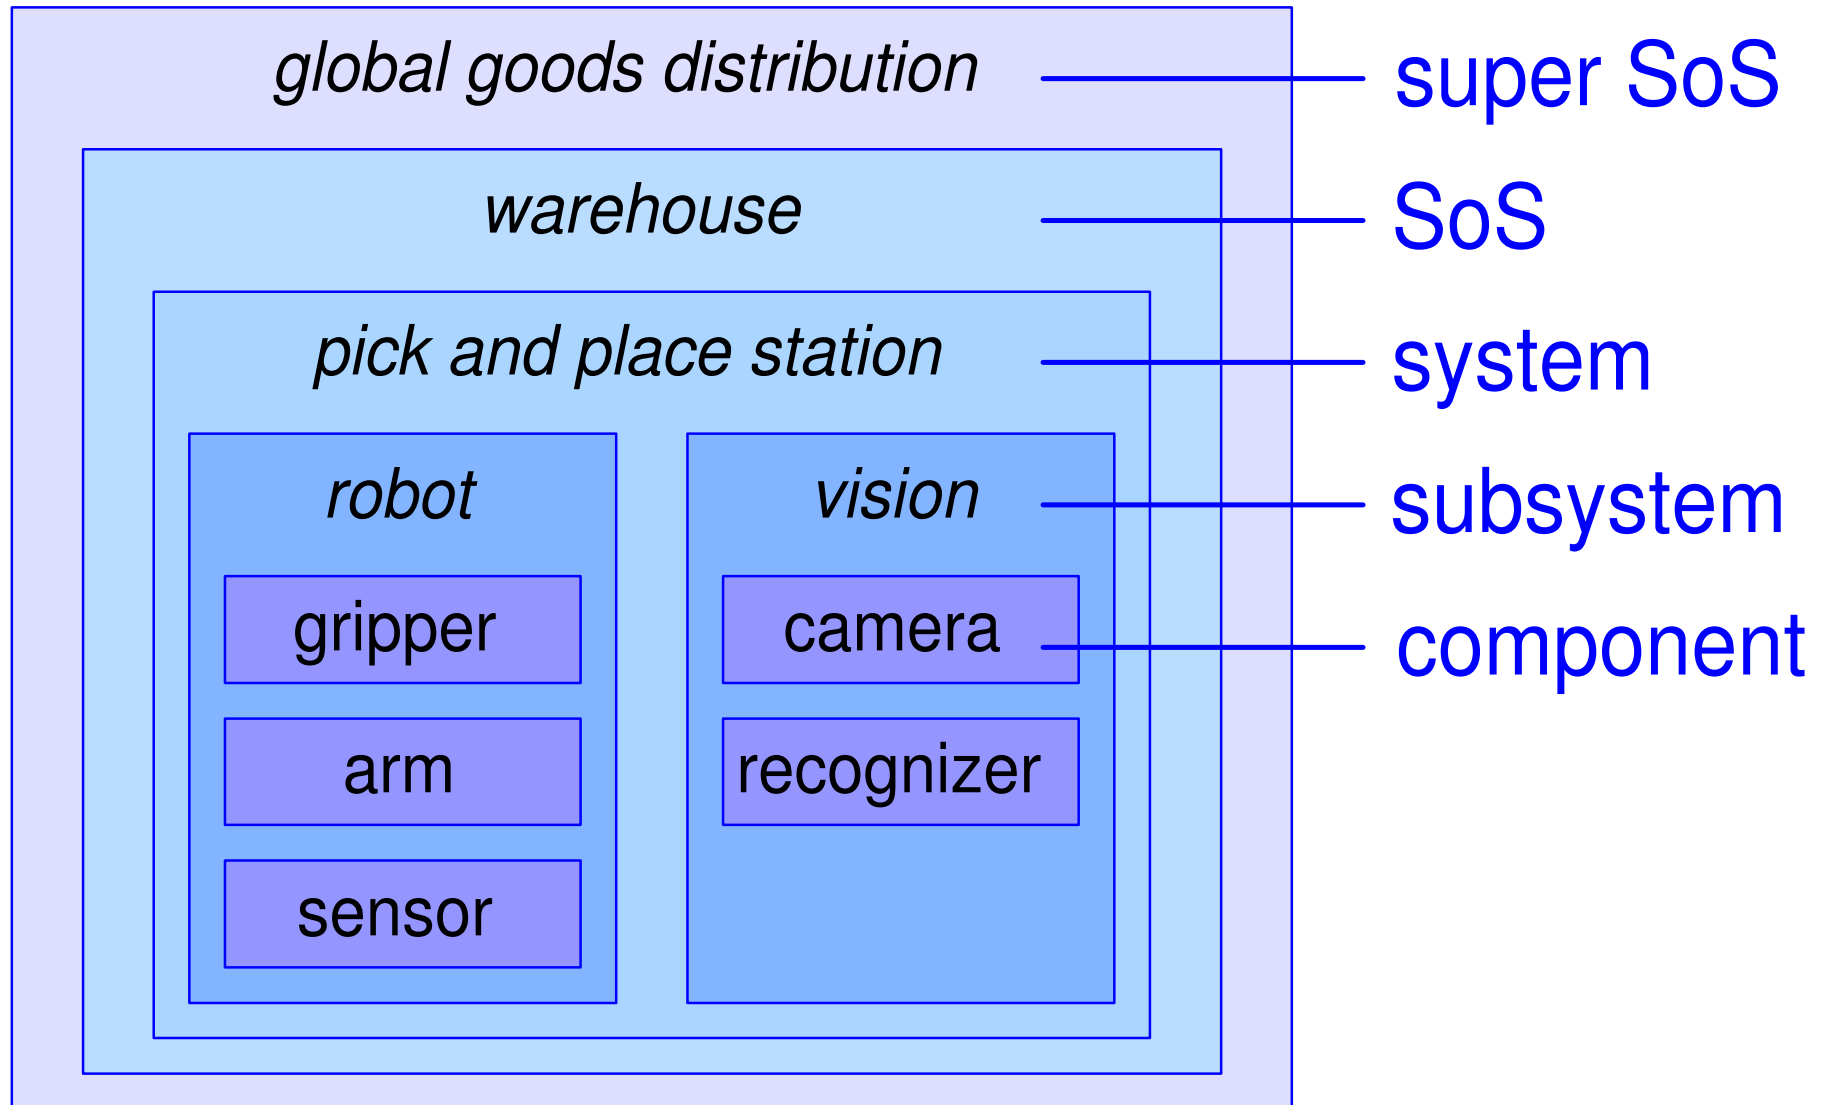 global goods distribution
super SoS
warehouse
SoS
pick and place station
system
robot
vision
subsystem
gripper
camera
component
arm
recognizer
sensor